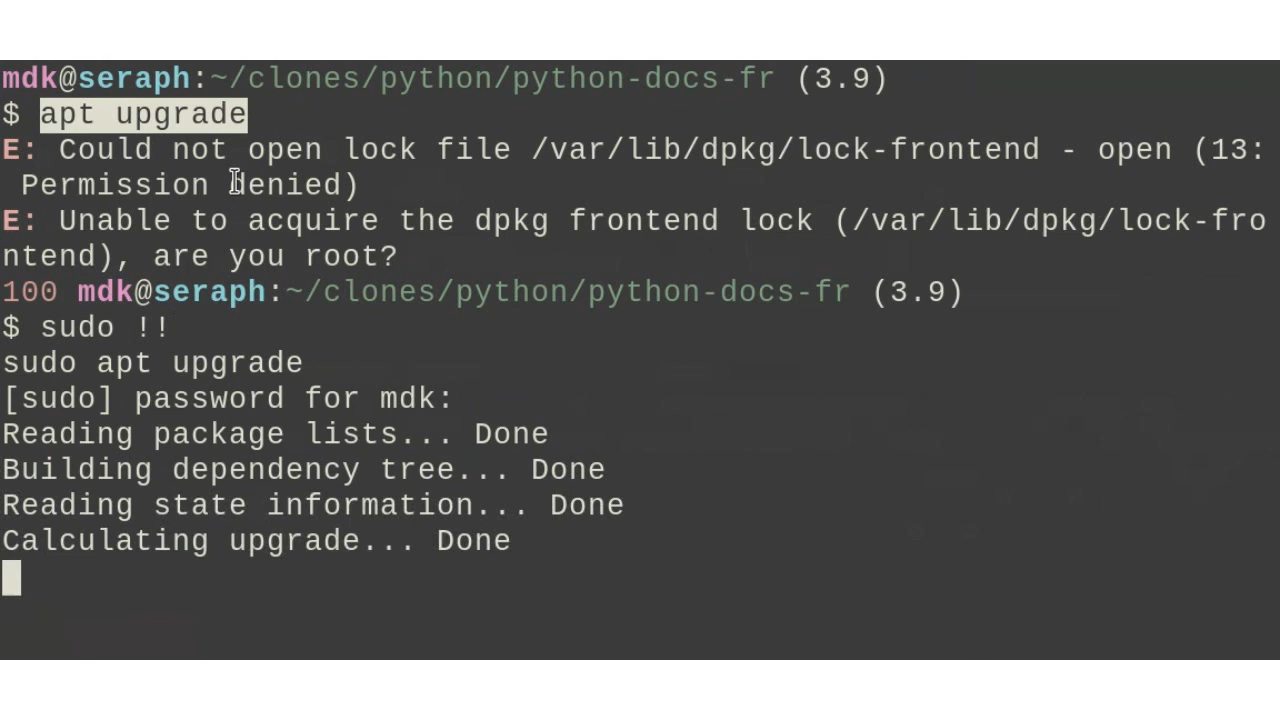 mdk@seraph:~/clones/python/python-docs-fr (3.9)
$ apt upgrade
E: Could not open lock file /var/lib/dpkg/lock-frontend - open (13:
 Permission denied)
E: Unable to acquire the dpkg frontend lock (/var/lib/dpkg/lock-fro
ntend), are you root?
100 mdk@seraph:~/clones/python/python-docs-fr (3.9)
$ sudo !!
sudo apt upgrade
[sudo] password for mdk:
Reading package lists... Done
Building dependency tree... Done
Reading state information... Done
Calculating upgrade... Done